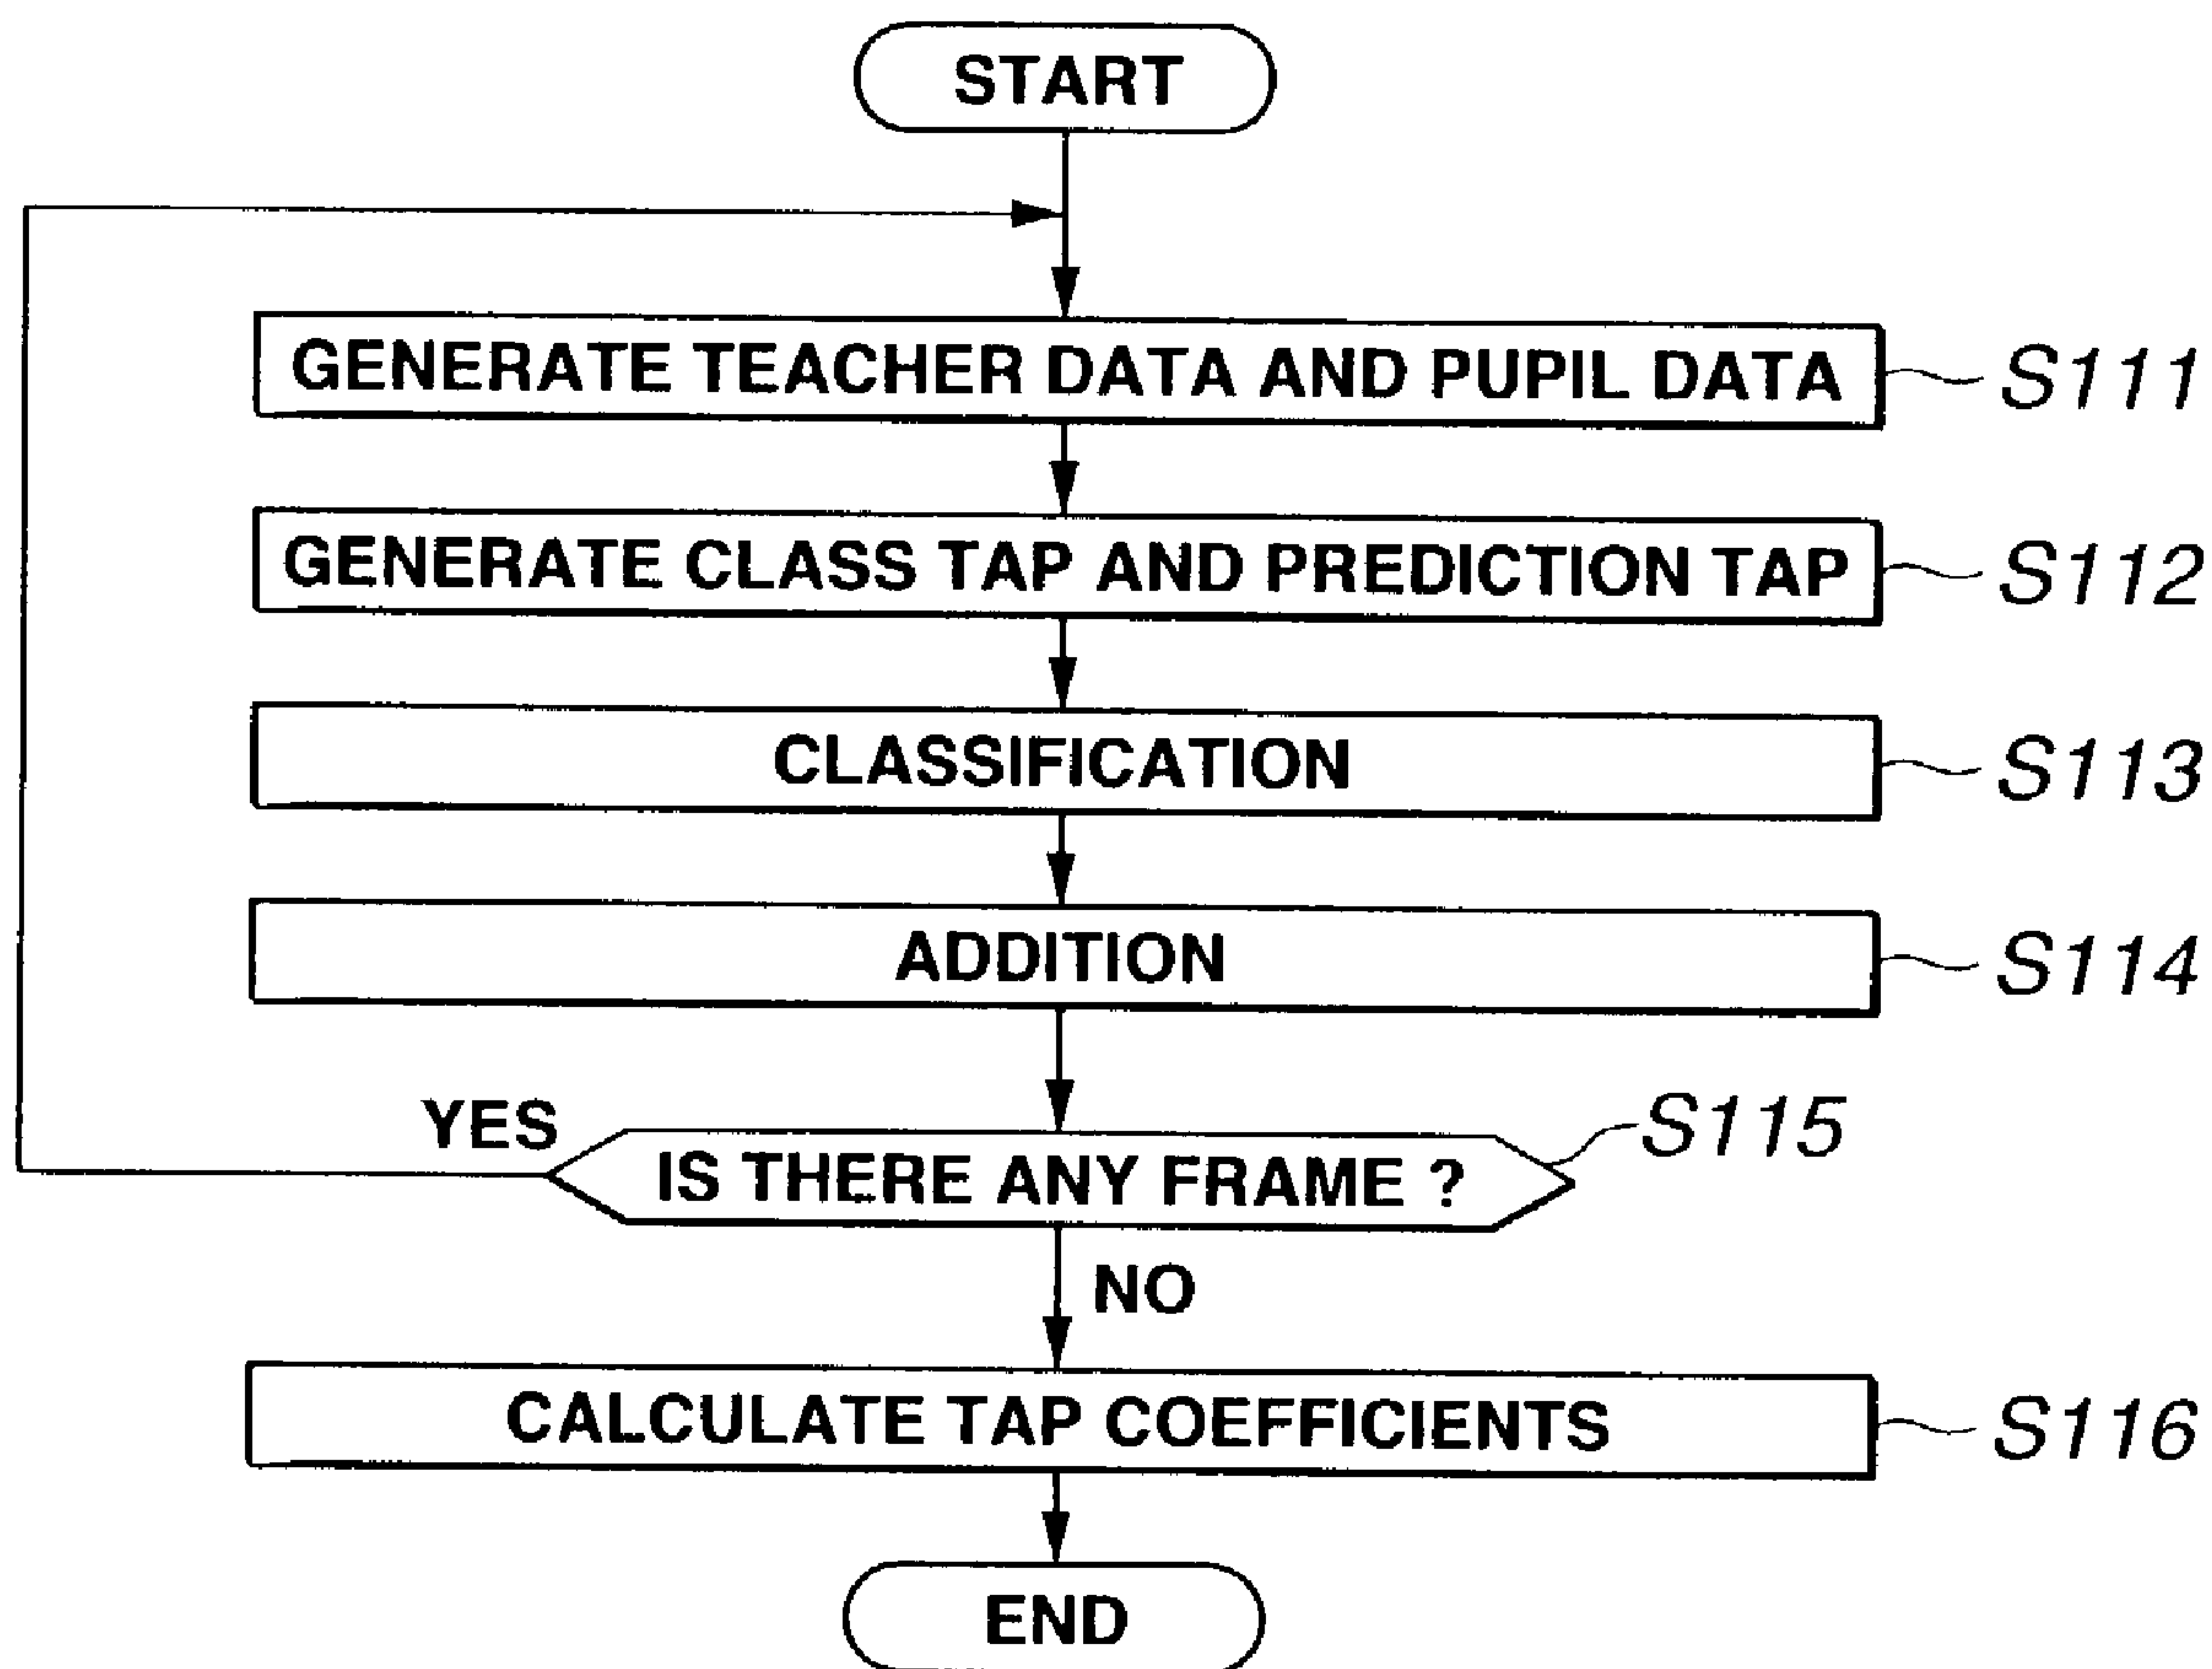 START
GENERATE TEACHER DATA AND PUPIL DATA
S111
GENERATE CLASS TAP AND PREDICTION TAP
S112
CLASSIFICATION
S113
ADDITION
S114
YES
IS THERE ANY FRAME ?
S115
NO
CALCULATE TAP COEFFICIENTS
S116
END